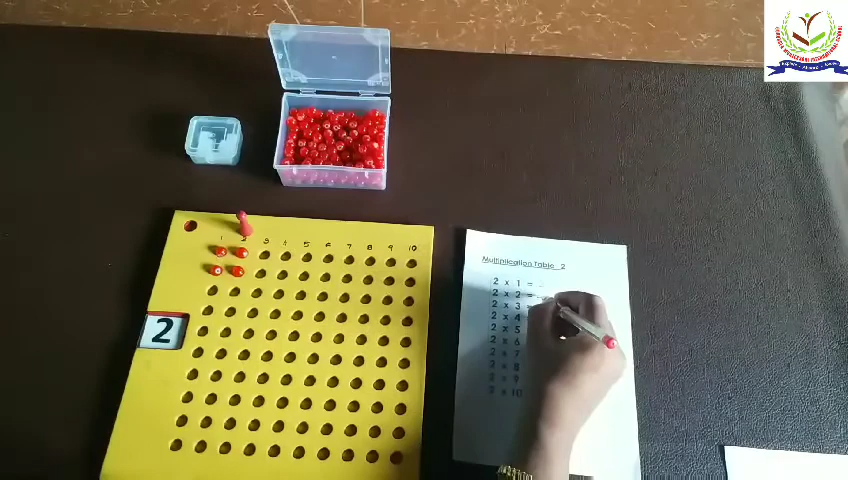 1 2 3 4 5 6 7 8 9 10
2
Multiplication Table_ 2
2 x 1 =
2 x 2 =
2 x 3 =
2 x 4
2 x 5
2 x 6
2 x 7
2 x 8
2 x 9
2 x 10